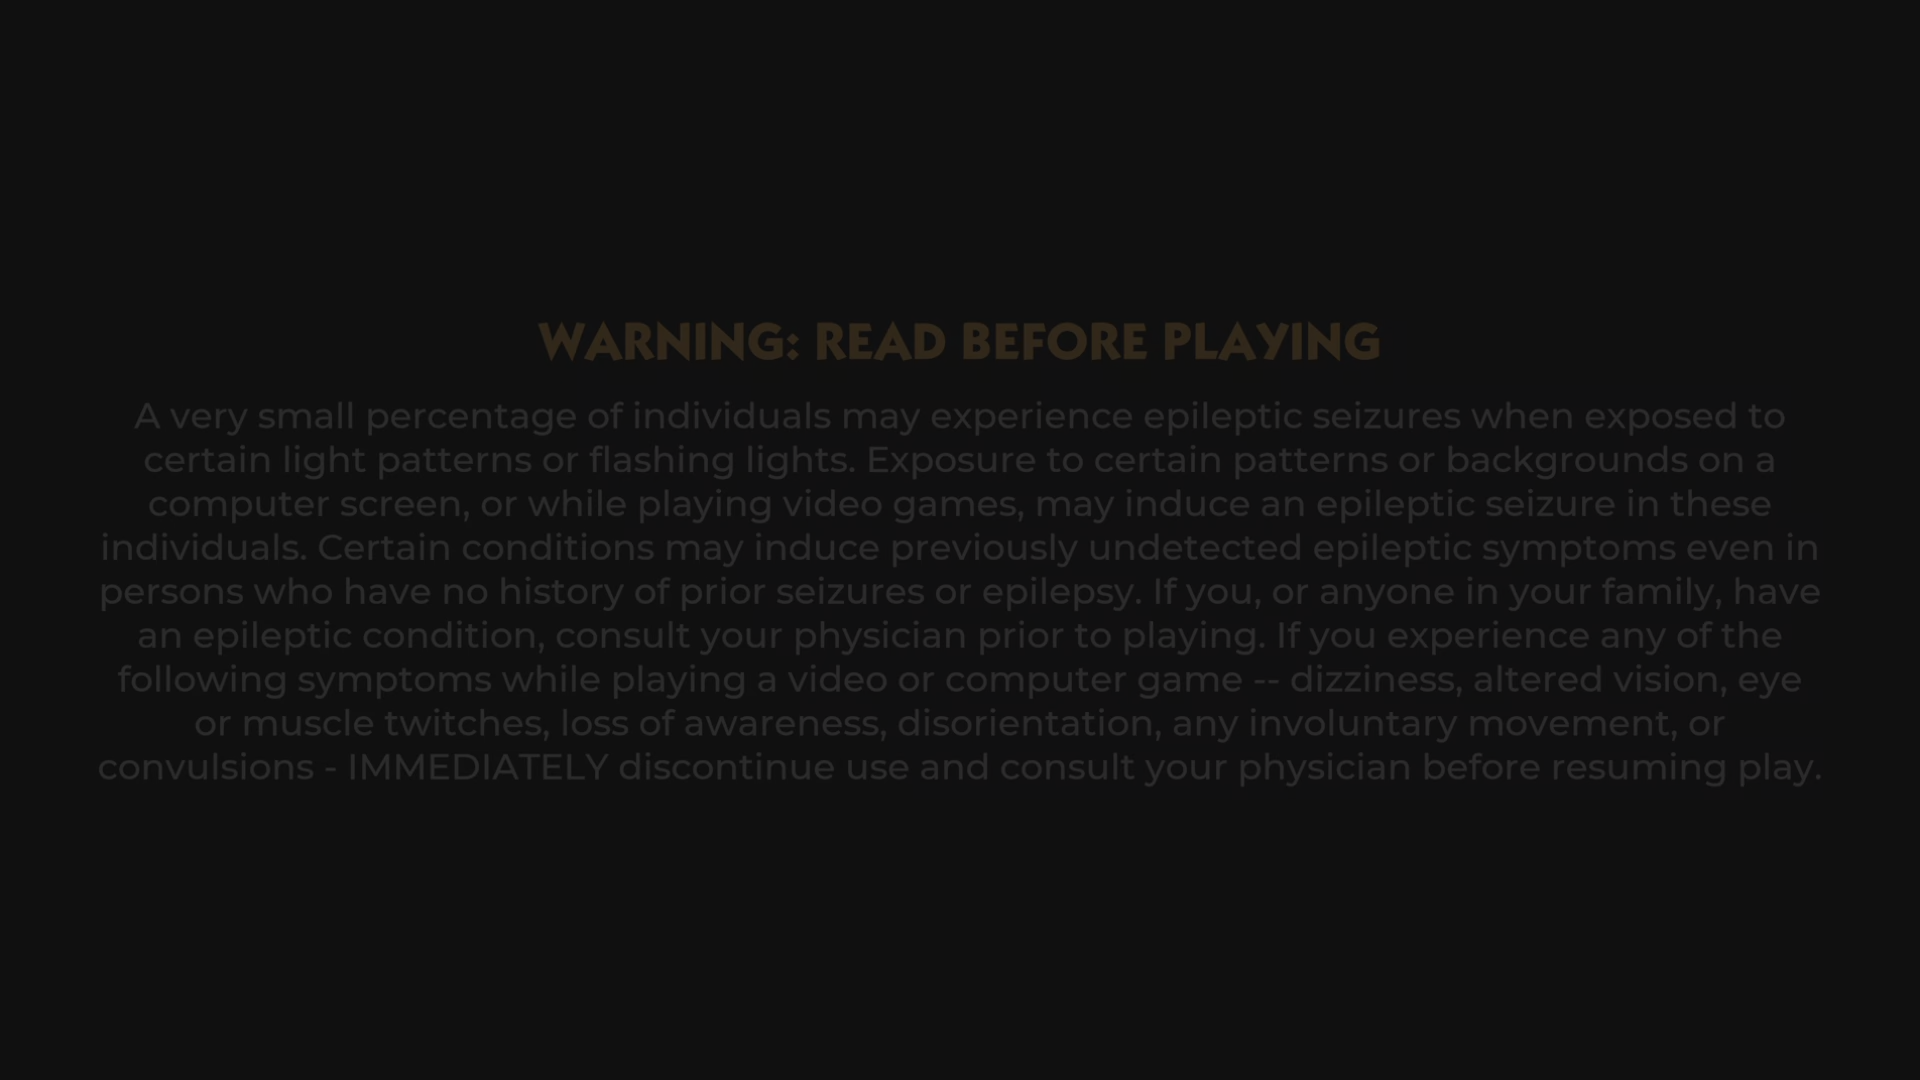 WARNING: READ BEFORE PLAYING
A very small percentage of individuals may experience epileptic seizures when exposed to
certain light patterns or flashing lights. Exposure to certain patterns or backgrounds on a
computer screen, or while playing video games, may induce an epileptic seizure in these
individuals. Certain conditions may induce previously undetected epileptic symptoms even in
persons who have no history of prior seizures or epilepsy. If you, or anyone in your family, have
an epileptic condition, consult your physician prior to playing. If you experience any of the
following symptoms while playing a video or computer game -- dizziness, altered vision, eye
or muscle twitches, loss of awareness, disorientation, any involuntary movement, or
convulsions - IMMEDIATELY discontinue use and consult your physician before resuming play.